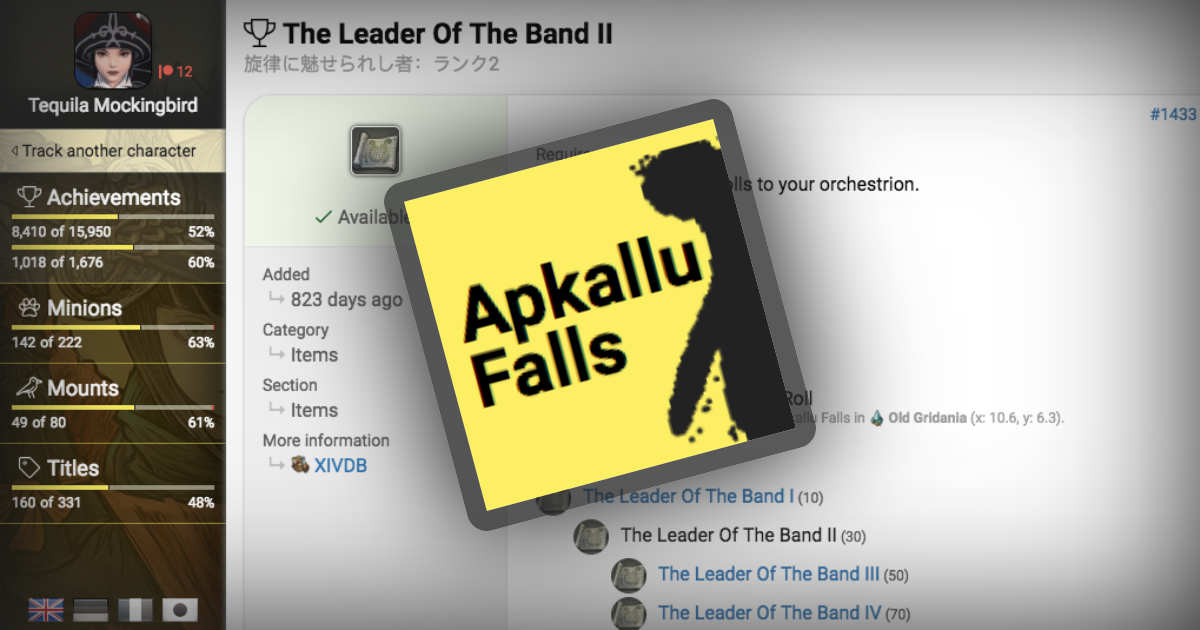 12
Tequila Mockingbird
Track another character
Achievements
8,410 of 15,950 52%
1,018 of 1,676 60%
Minions
142 of 222 63%
Mounts
49 of 80 61%
Titles
160 of 331 48%
The Leader Of The Band II
旋律に魅せられし者：ランク2
#1433
to your orchestrion.
Added
823 days ago
Category
Items
Section
Items
More information
XIVDB
Apkallu
Falls
Roll
Falls in Old Gridania (x: 10.6, y: 6.3).
The Leader Of The Band I (10)
The Leader Of The Band II (30)
The Leader Of The Band III (50)
The Leader Of The Band IV (70)